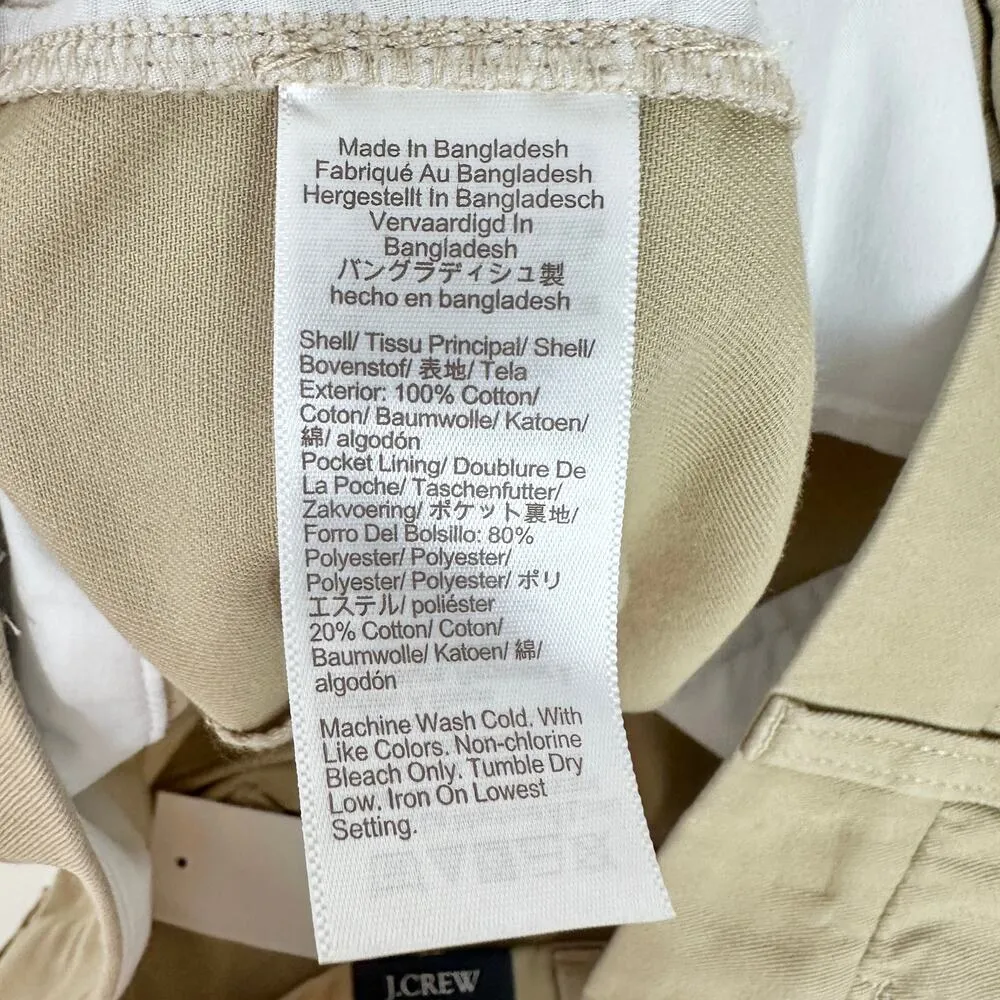 Made In Bangladesh
Fabriqué Au Bangladesh
Hergestellt In Bangladesch
Vervaardigd In
Bangladesh
バングラディシュ製
hecho en bangladesh
Shell/ Tissu Principal/ Shell/
Bovenstof/ 表地/ Tela
Exterior: 100% Cotton/
Coton/ Baumwolle/ Katoen/
綿/ algodón
Pocket Lining/ Doublure De
La Poche/ Taschenfutter/
Zakvoering/ ポケット裏地/
Forro Del Bolsillo: 80%
Polyester/ Polyester/
Polyester/ Polyester/ ポリ
エステル/ poliéster
20% Cotton/ Coton/
Baumwolle/ Katoen/ 綿/
algodón
Machine Wash Cold. With
Like Colors. Non-chlorine
Bleach Only. Tumble Dry
Low. Iron On Lowest
Setting.
J.CREW